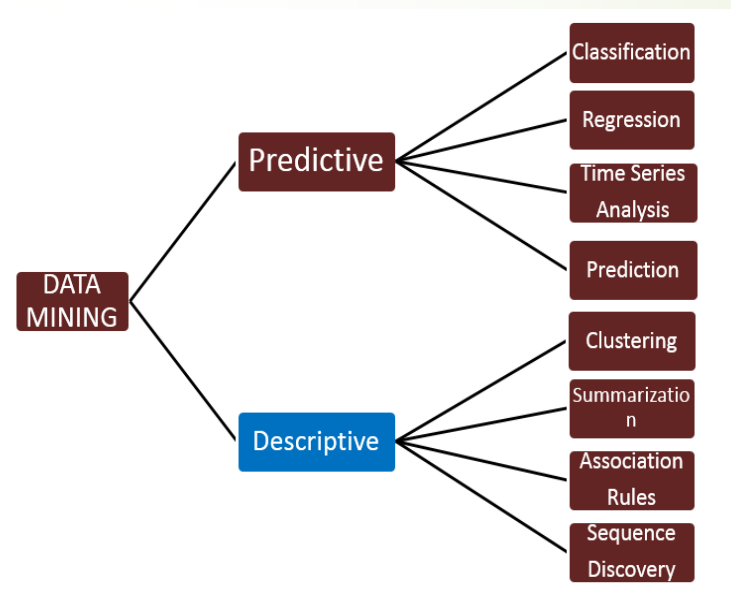 Classification
Regression
Predictive
Time Series
Analysis
Prediction
DATA
MINING
Clustering
Summarizatio
n
Descriptive
Association
Rules
Sequence
Discovery